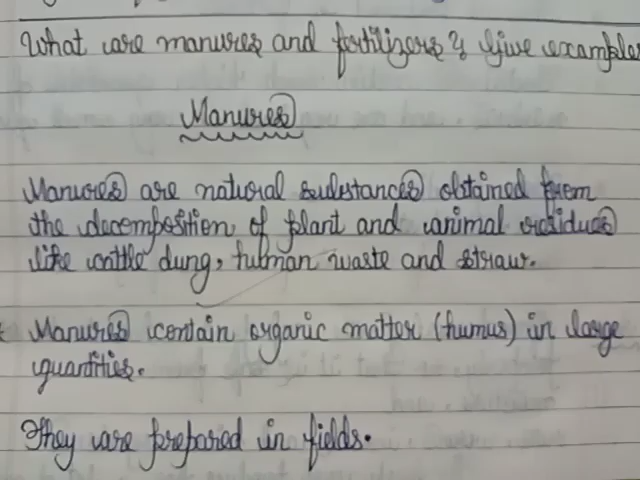 What are manures and fertilizers? Give examples
Manures
Manures are natural substances obtained from
the decomposition of plant and animal residues
like cattle dung, human waste and straw.
Manures contain organic matter (humus) in large
quantities.
They are prepared in fields.